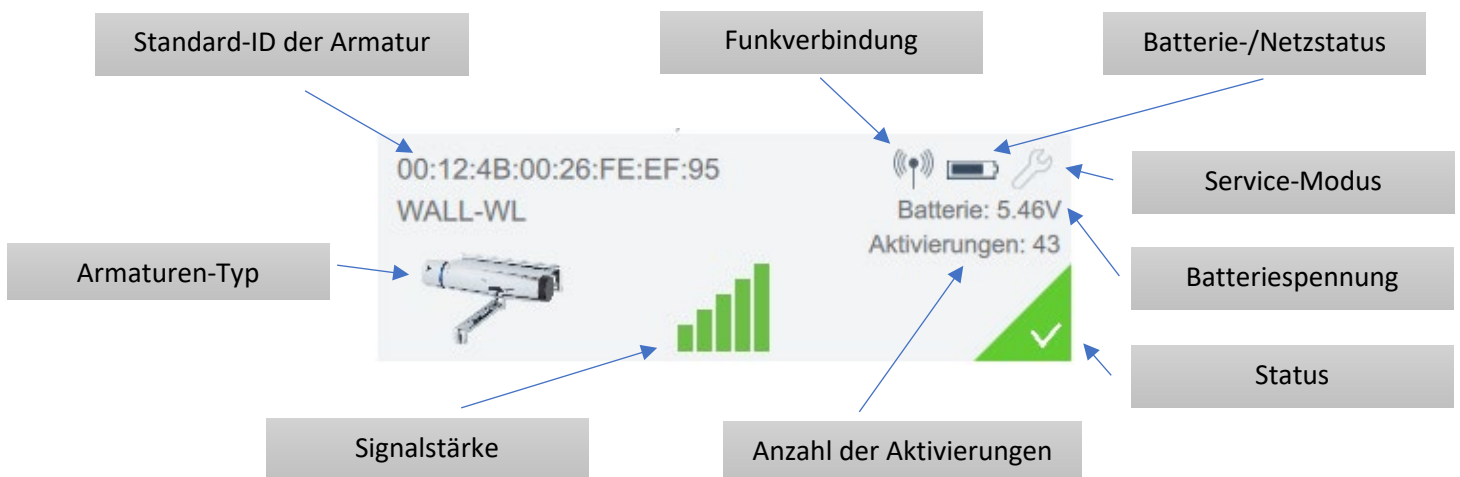 Standard-ID der Armatur
Funkverbindung
Batterie-/Netzstatus
00:12:4B:00:26:FE:EF:95
WALL-WL
Batterie: 5.46V
Aktivierungen: 43
Service-Modus
Armaturen-Typ
Batteriespennung
Status
Signalstärke
Anzahl der Aktivierungen